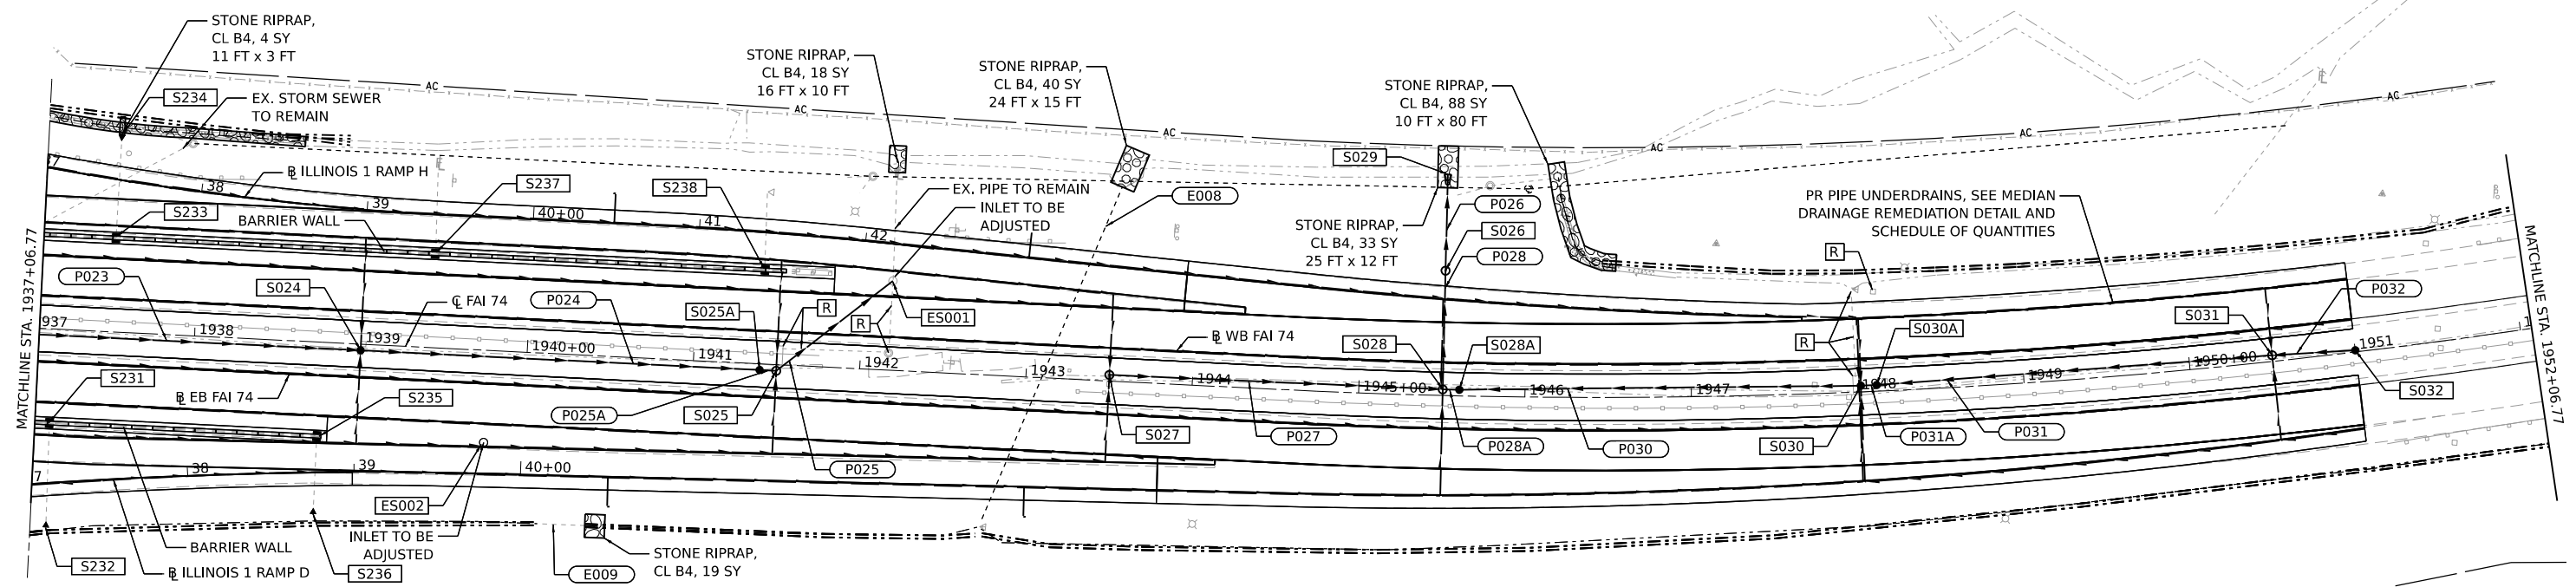 STONE RIPRAP,
CL B4, 4 SY
11 FT x 3 FT
S234
EX. STORM SEWER
TO REMAIN
STONE RIPRAP,
CL B4, 18 SY
16 FT x 10 FT
STONE RIPRAP,
CL B4, 40 SY
24 FT x 15 FT
STONE RIPRAP,
CL B4, 88 SY
10 FT x 80 FT
AC
AC
AC
AC
AC
AC
S029
ILLINOIS 1 RAMP H
S237
S238
EX. PIPE TO REMAIN
INLET TO BE
ADJUSTED
E008
P026
S026
P028
STONE RIPRAP,
CL B4, 33 SY
25 FT x 12 FT
PR PIPE UNDERDRAINS, SEE MEDIAN
DRAINAGE REMEDIATION DETAIL AND
SCHEDULE OF QUANTITIES
R
7
38
39
40+00
41
42
S233
BARRIER WALL
MATCHLINE STA. 1937+06.77
P023
S024
℄ FAI 74
P024
S025A
R
R
ES001
WB FAI 74
S028
S028A
R
S030A
S031
P032
MATCHLINE STA. 1952+06.77
937
1938
1939
1940+00
1941
1942
1943
1944
1945+00
1946
1947
1948
1949
1950+00
1951
1
S231
EB FAI 74
S235
P025A
S025
S027
P027
P028A
P030
S030
P031A
P031
S032
7
38
39
40+00
P025
ES002
INLET TO BE
ADJUSTED
BARRIER WALL
ILLINOIS 1 RAMP D
S232
S236
E009
STONE RIPRAP,
CL B4, 19 SY